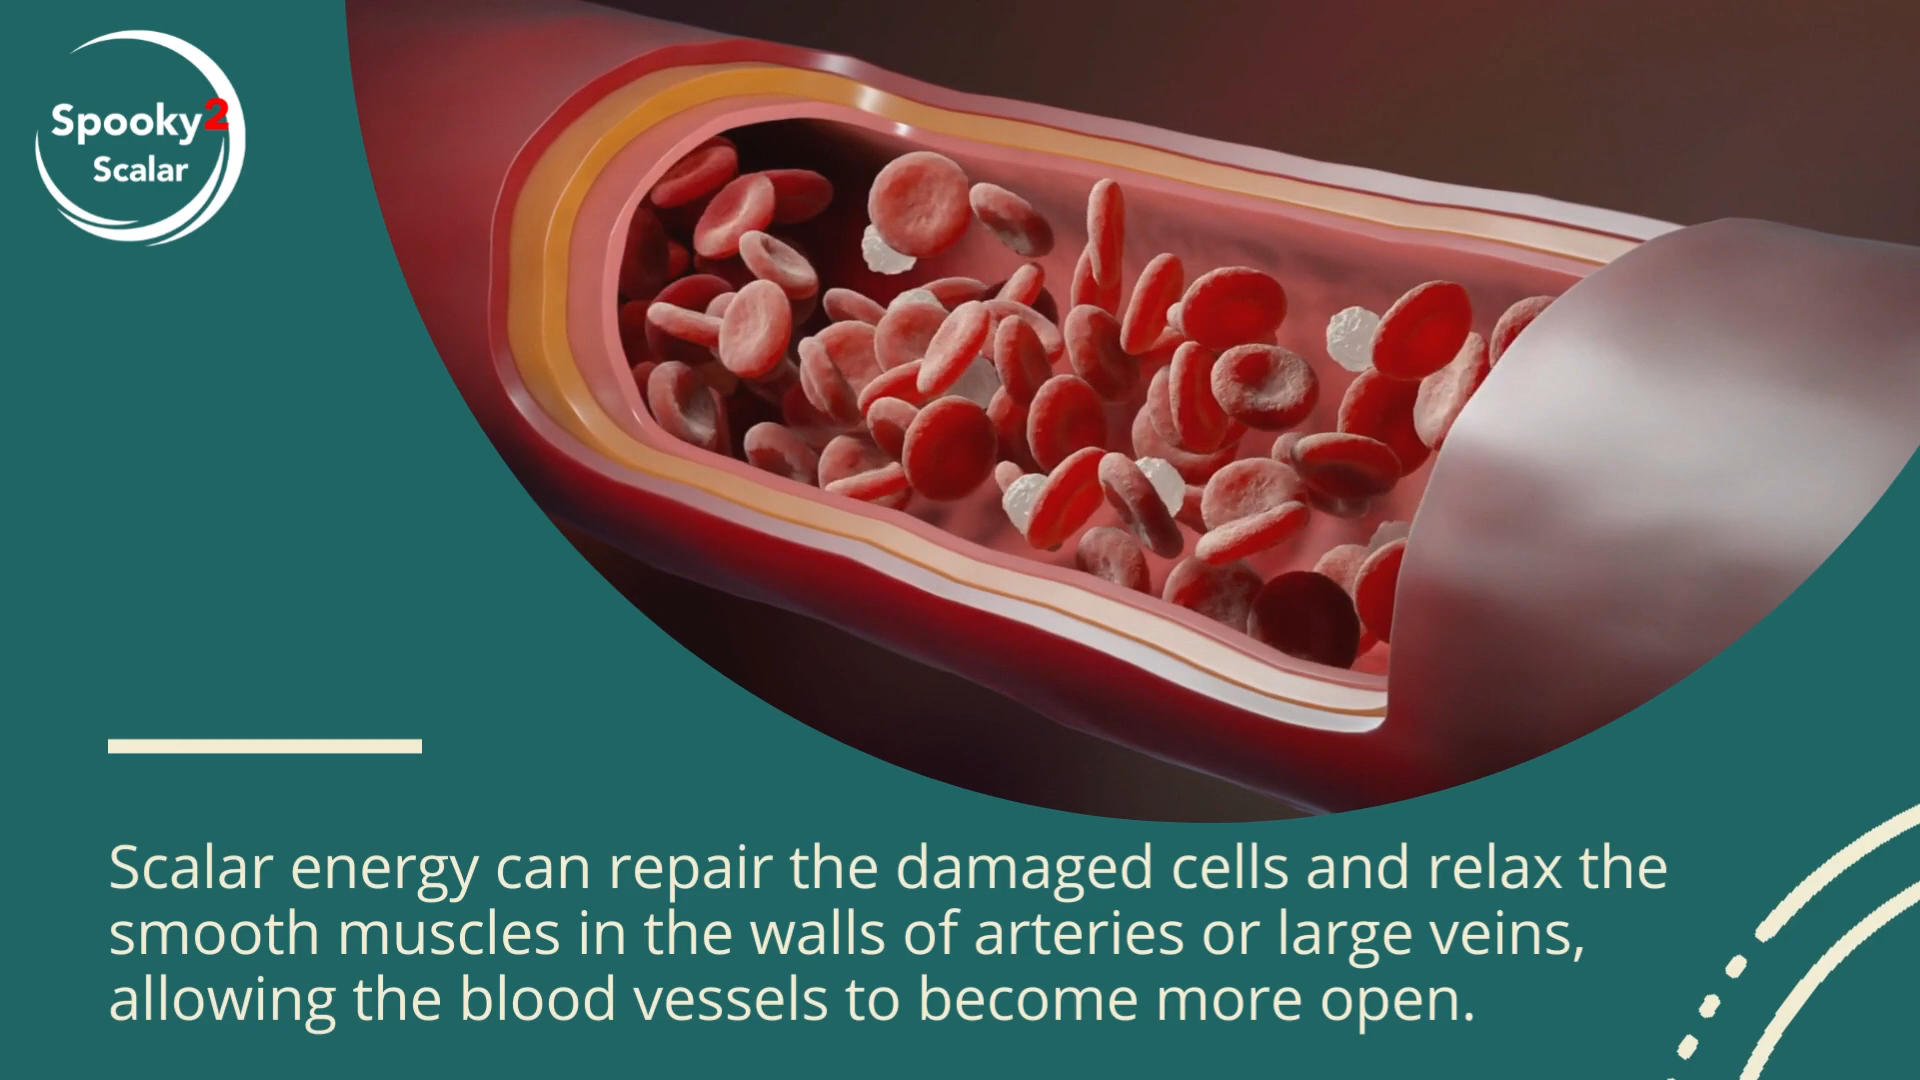 Spooky2
Scalar
Scalar energy can repair the damaged cells and relax the
smooth muscles in the walls of arteries or large veins,
allowing the blood vessels to become more open.